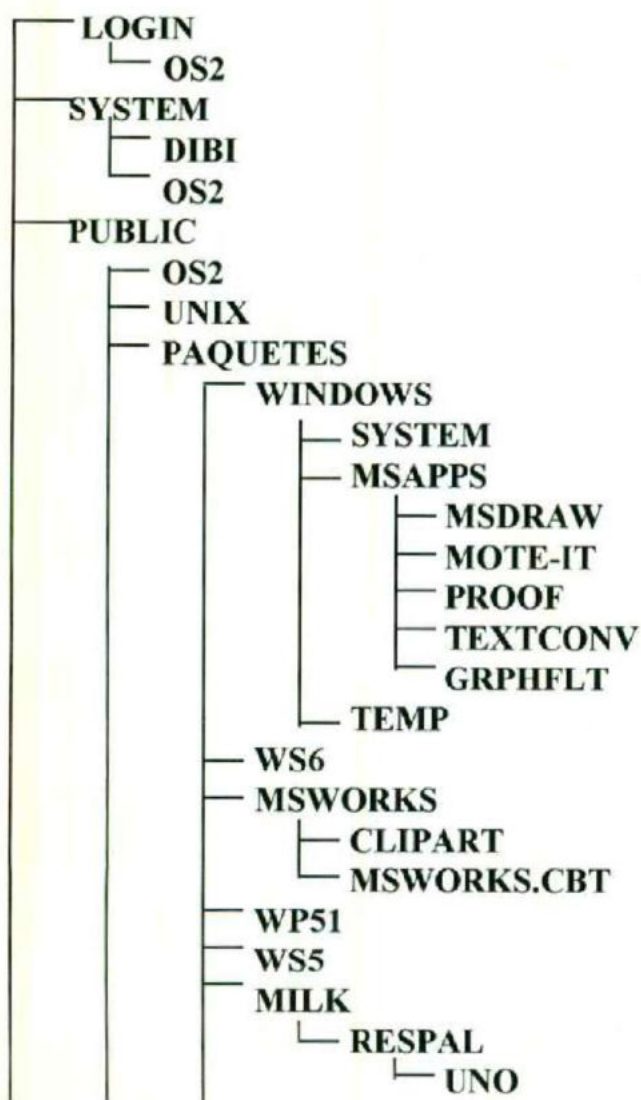 LOGIN
OS2
SYSTEM
DIBI
OS2
PUBLIC
OS2
UNIX
PAQUETES
WINDOWS
SYSTEM
MSAPPS
MSDRAW
MOTE-IT
PROOF
TEXTCONV
GRPHFLT
TEMP
WS6
MSWORKS
CLIPART
MSWORKS.CBT
WP51
WS5
MILK
RESPAL
UNO